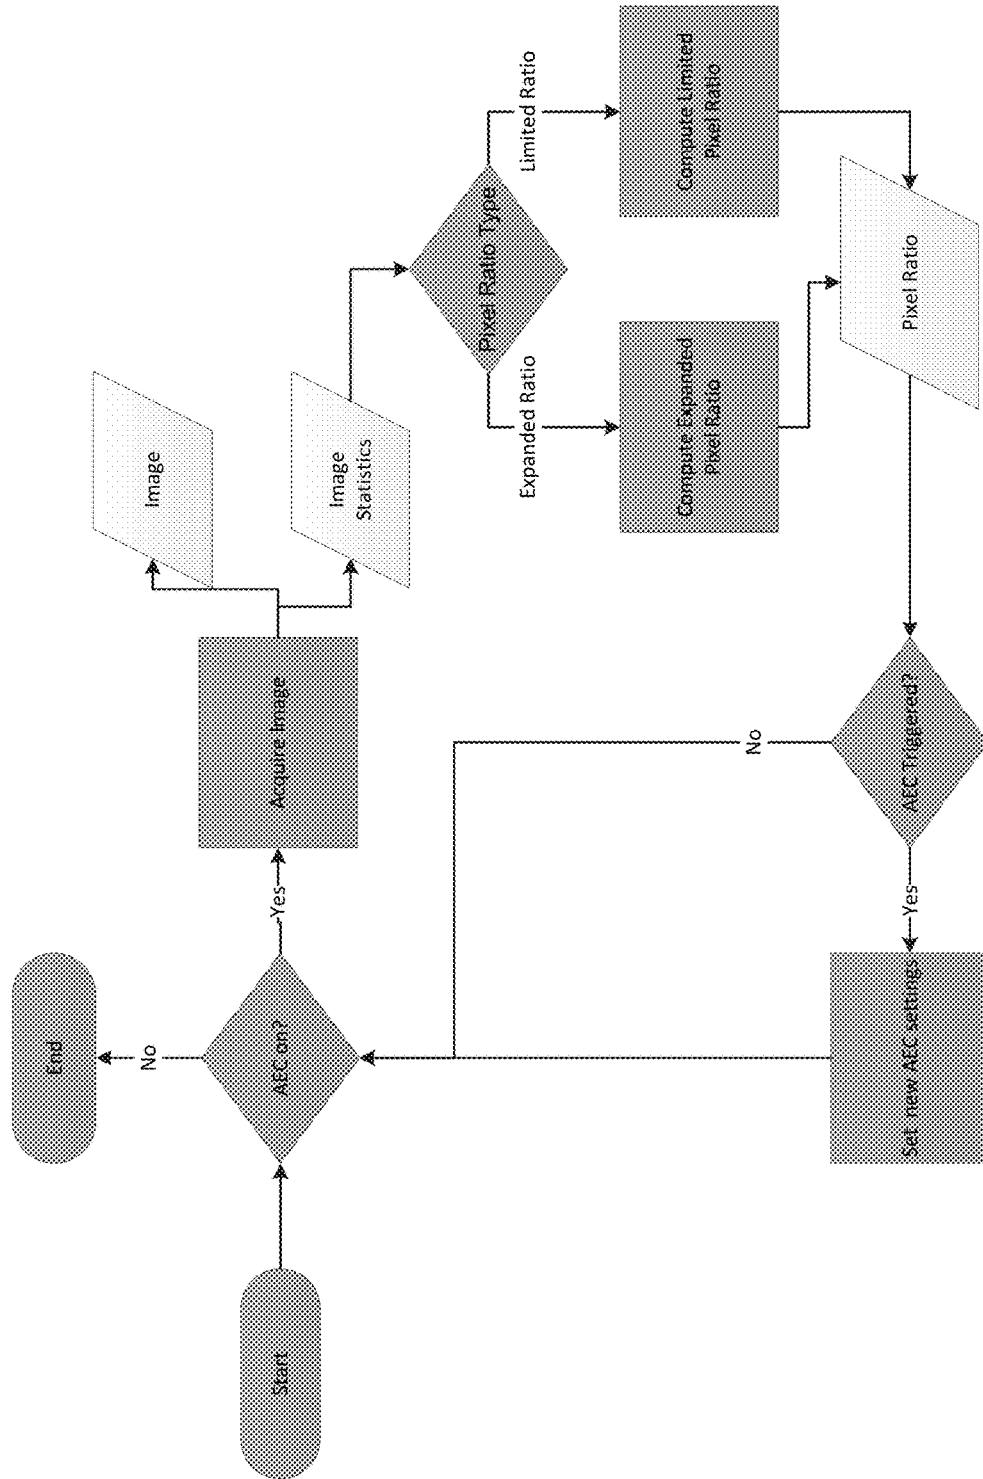 Start
End
No
AEC on?
Yes
Acquire Image
Image
Image
Statistics
Pixel Ratio Type
Expanded Ratio
Limited Ratio
Compute Expanded
Pixel Ratio
Compute Limited
Pixel Ratio
Pixel Ratio
AEC Triggered?
No
Yes
Set new AEC settings